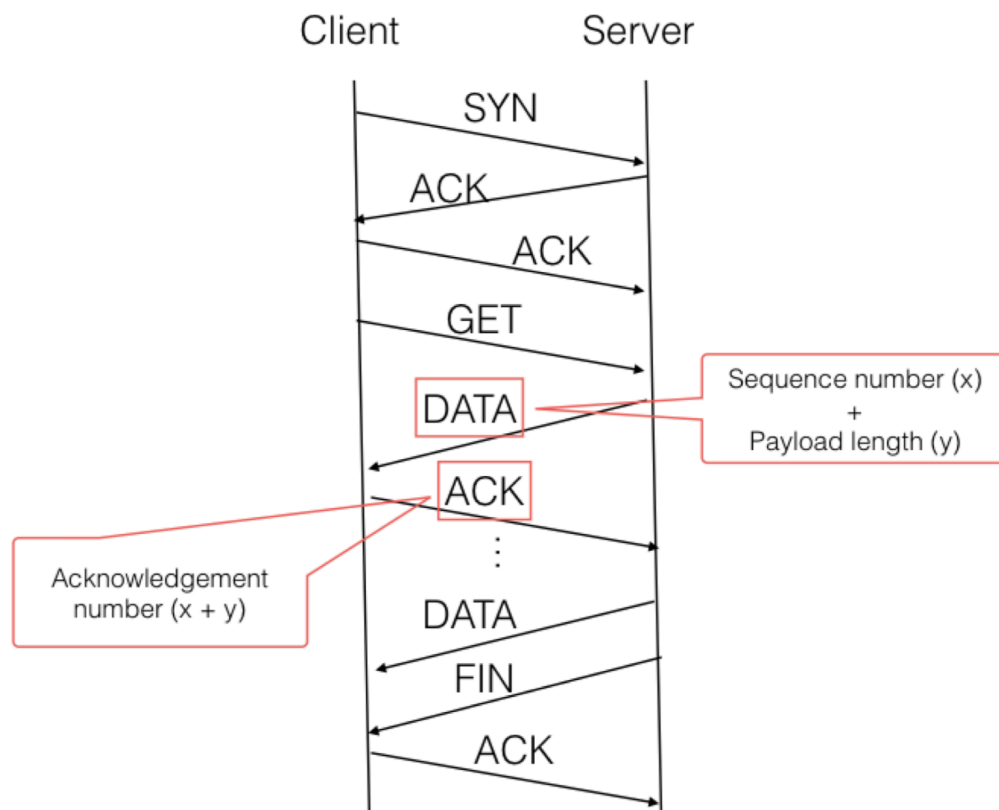 Client
Server
SYN
ACK
ACK
GET
DATA
Sequence number (x)
+
Payload length (y)
ACK
Acknowledgement
number (x + y)
DATA
FIN
ACK